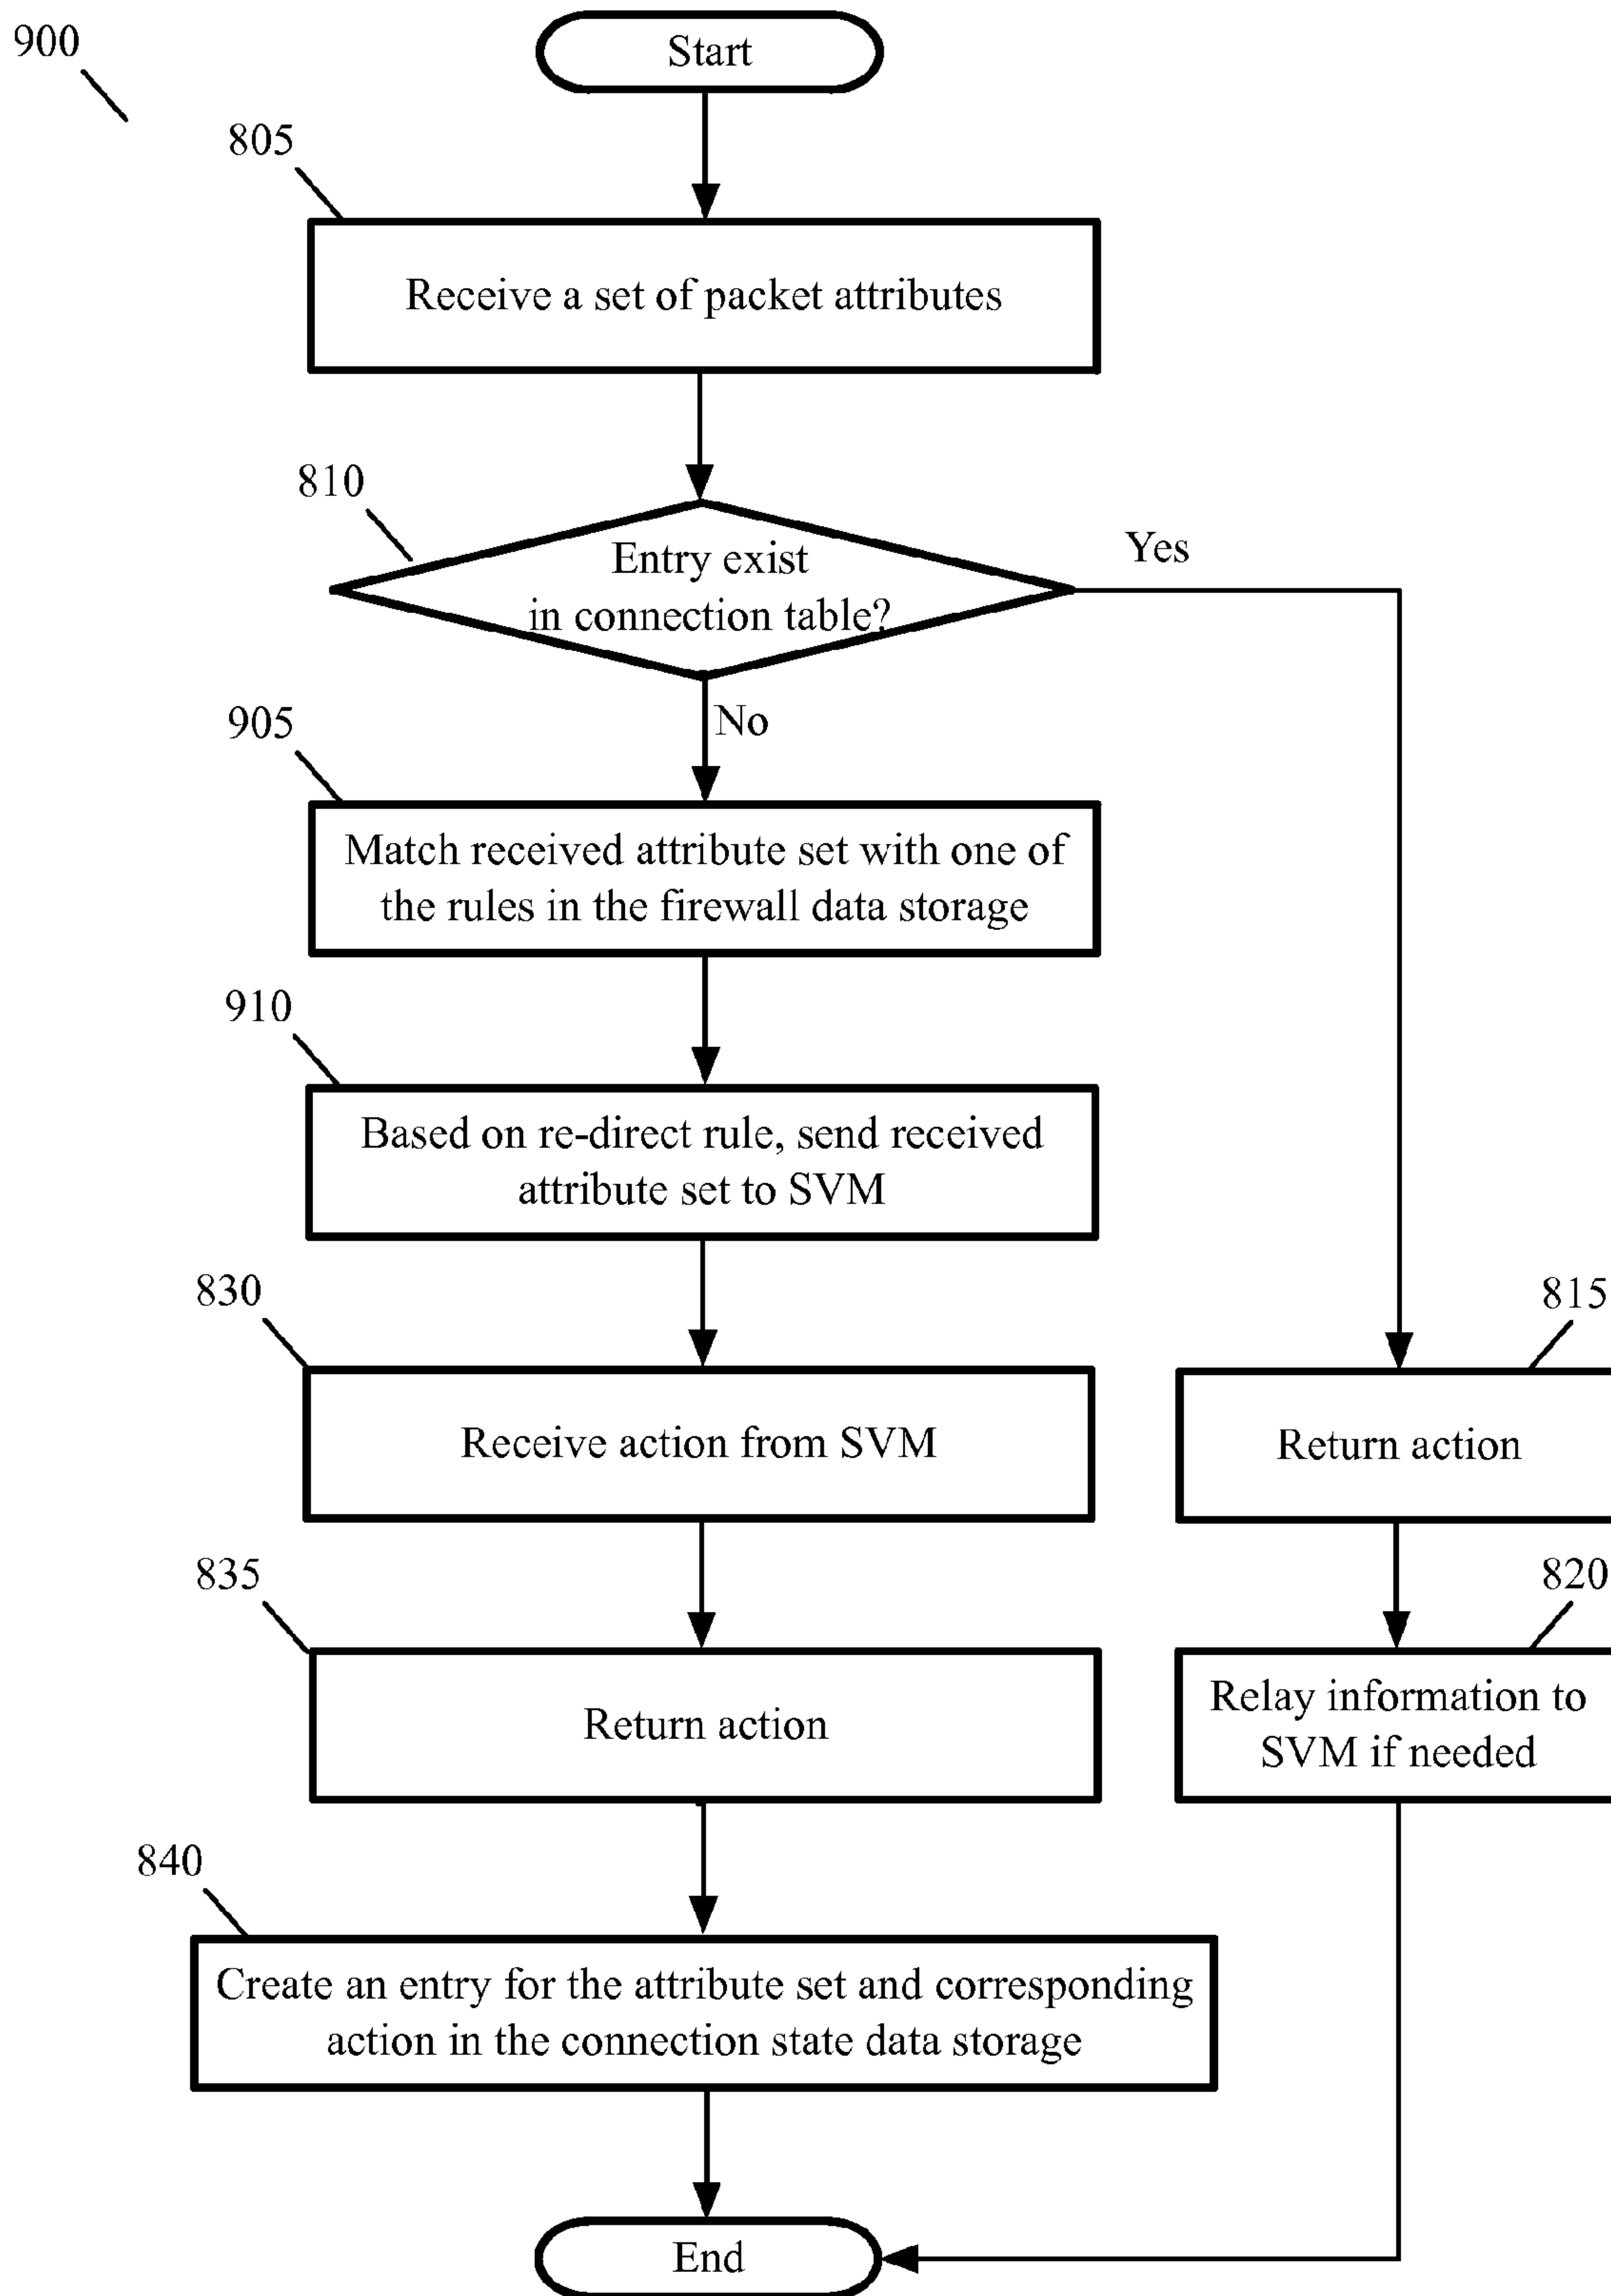 900
Start
805
Receive a set of packet attributes
810
Entry exist
in connection table?
Yes
No
905
Match received attribute set with one of
the rules in the firewall data storage
910
Based on re-direct rule, send received
attribute set to SVM
830
Receive action from SVM
815
Return action
835
Return action
820
Relay information to
SVM if needed
840
Create an entry for the attribute set and corresponding
action in the connection state data storage
End